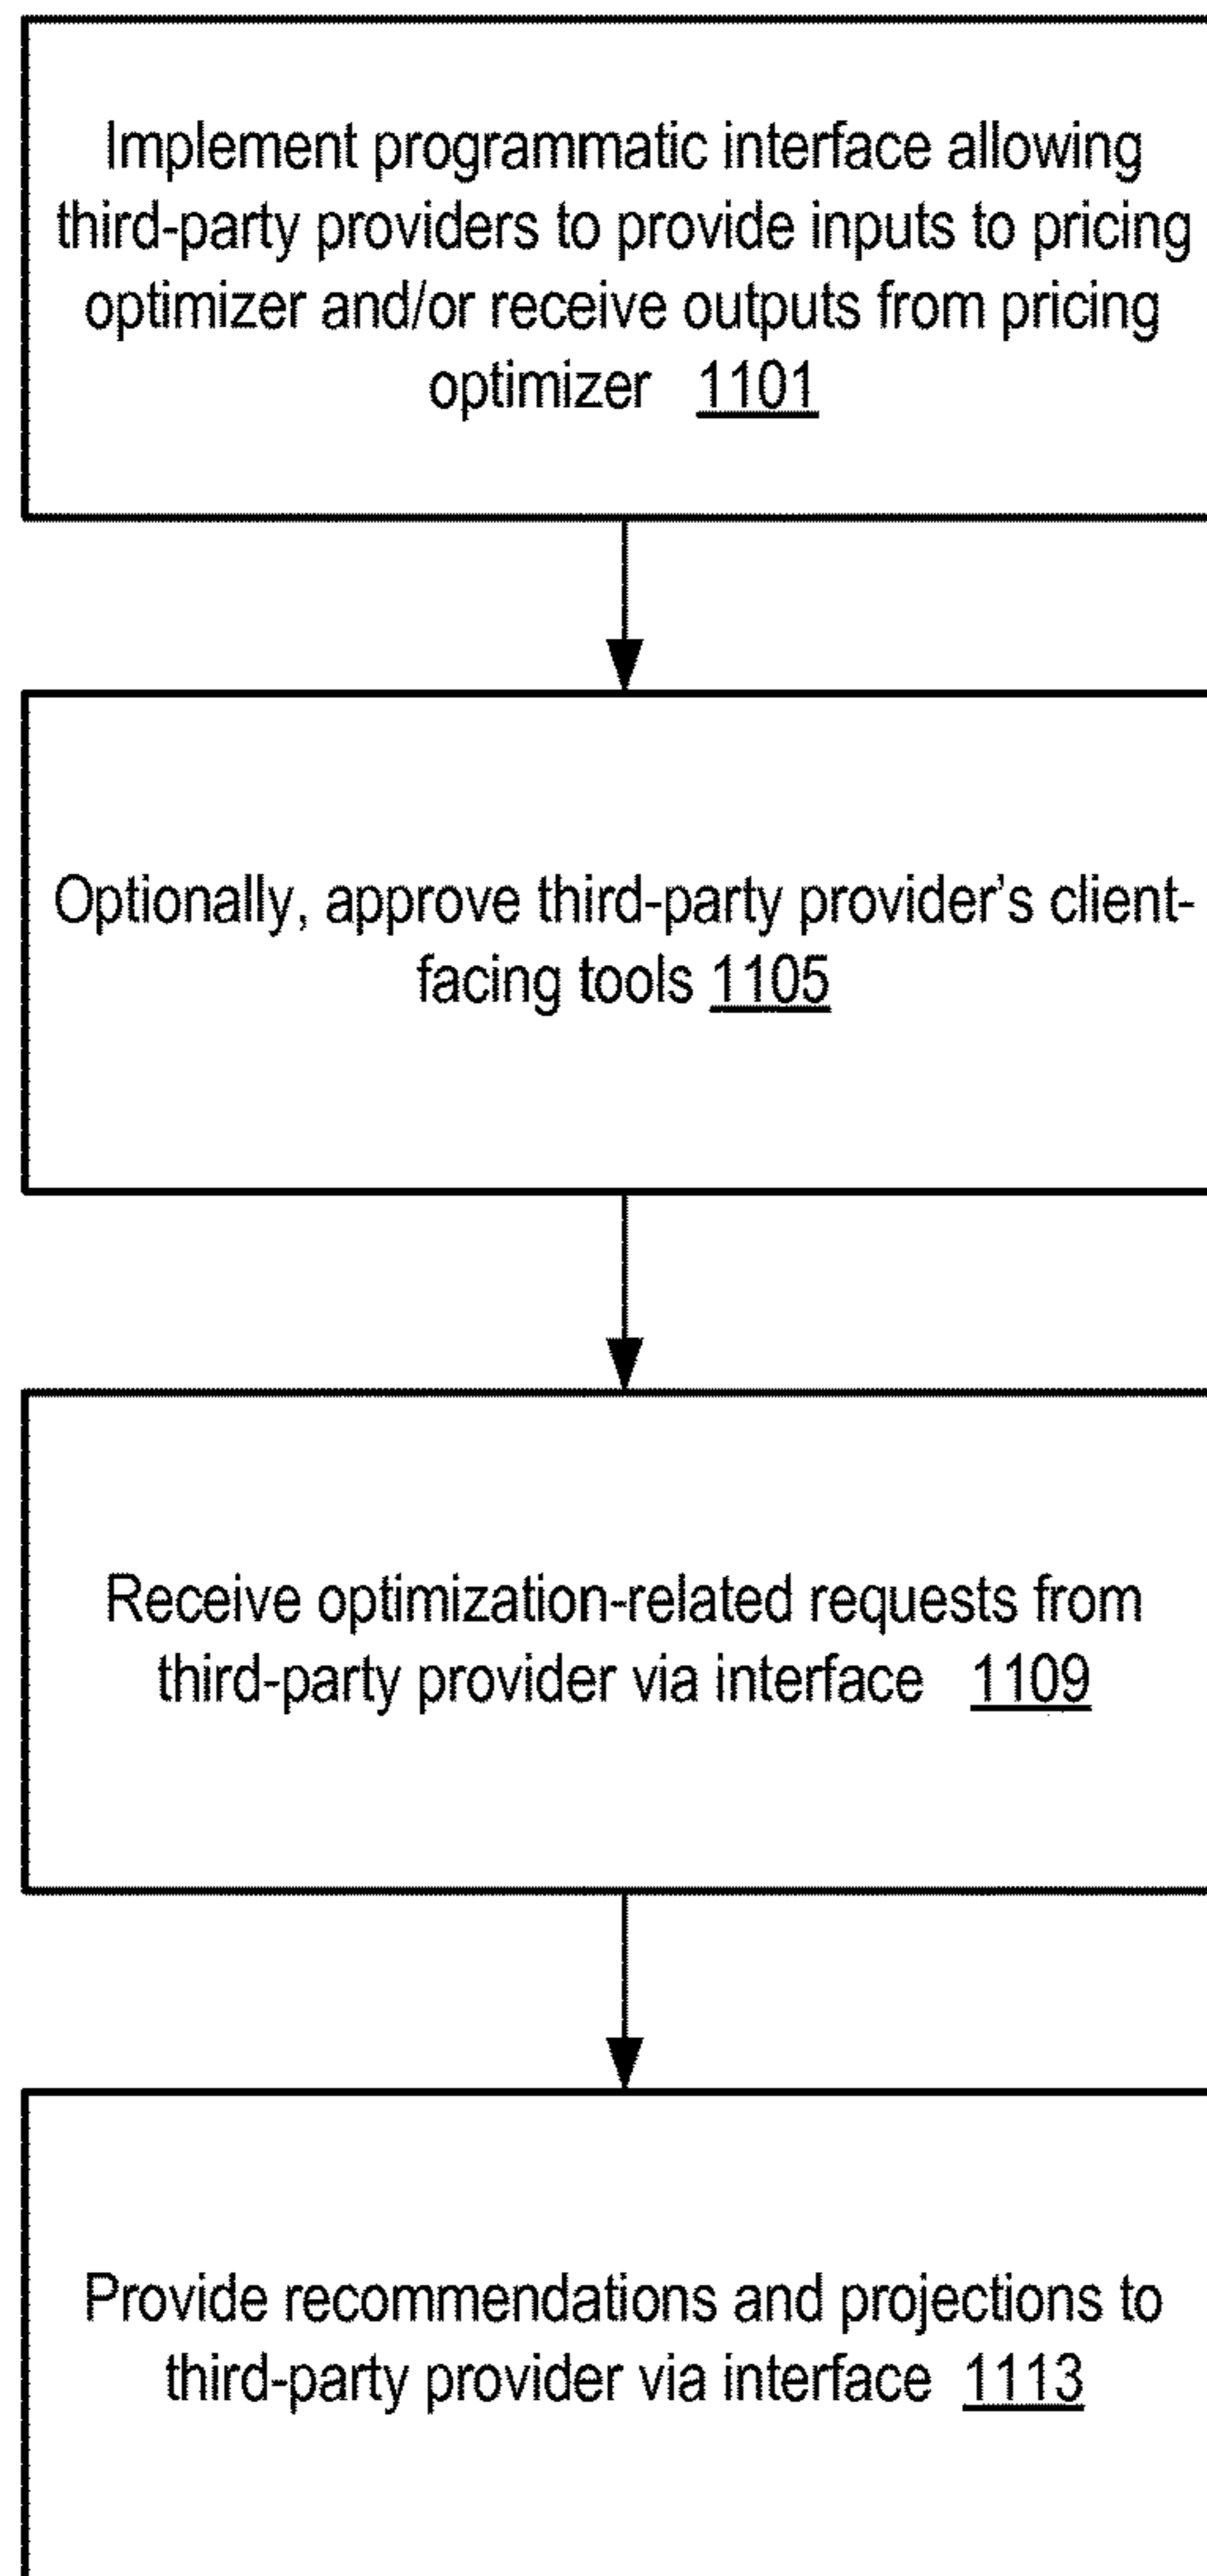 Implement programmatic interface allowing
third-party providers to provide inputs to pricing
optimizer and/or receive outputs from pricing
optimizer 1101
Optionally, approve third-party provider's client-
facing tools 1105
Receive optimization-related requests from
third-party provider via interface 1109
Provide recommendations and projections to
third-party provider via interface 1113